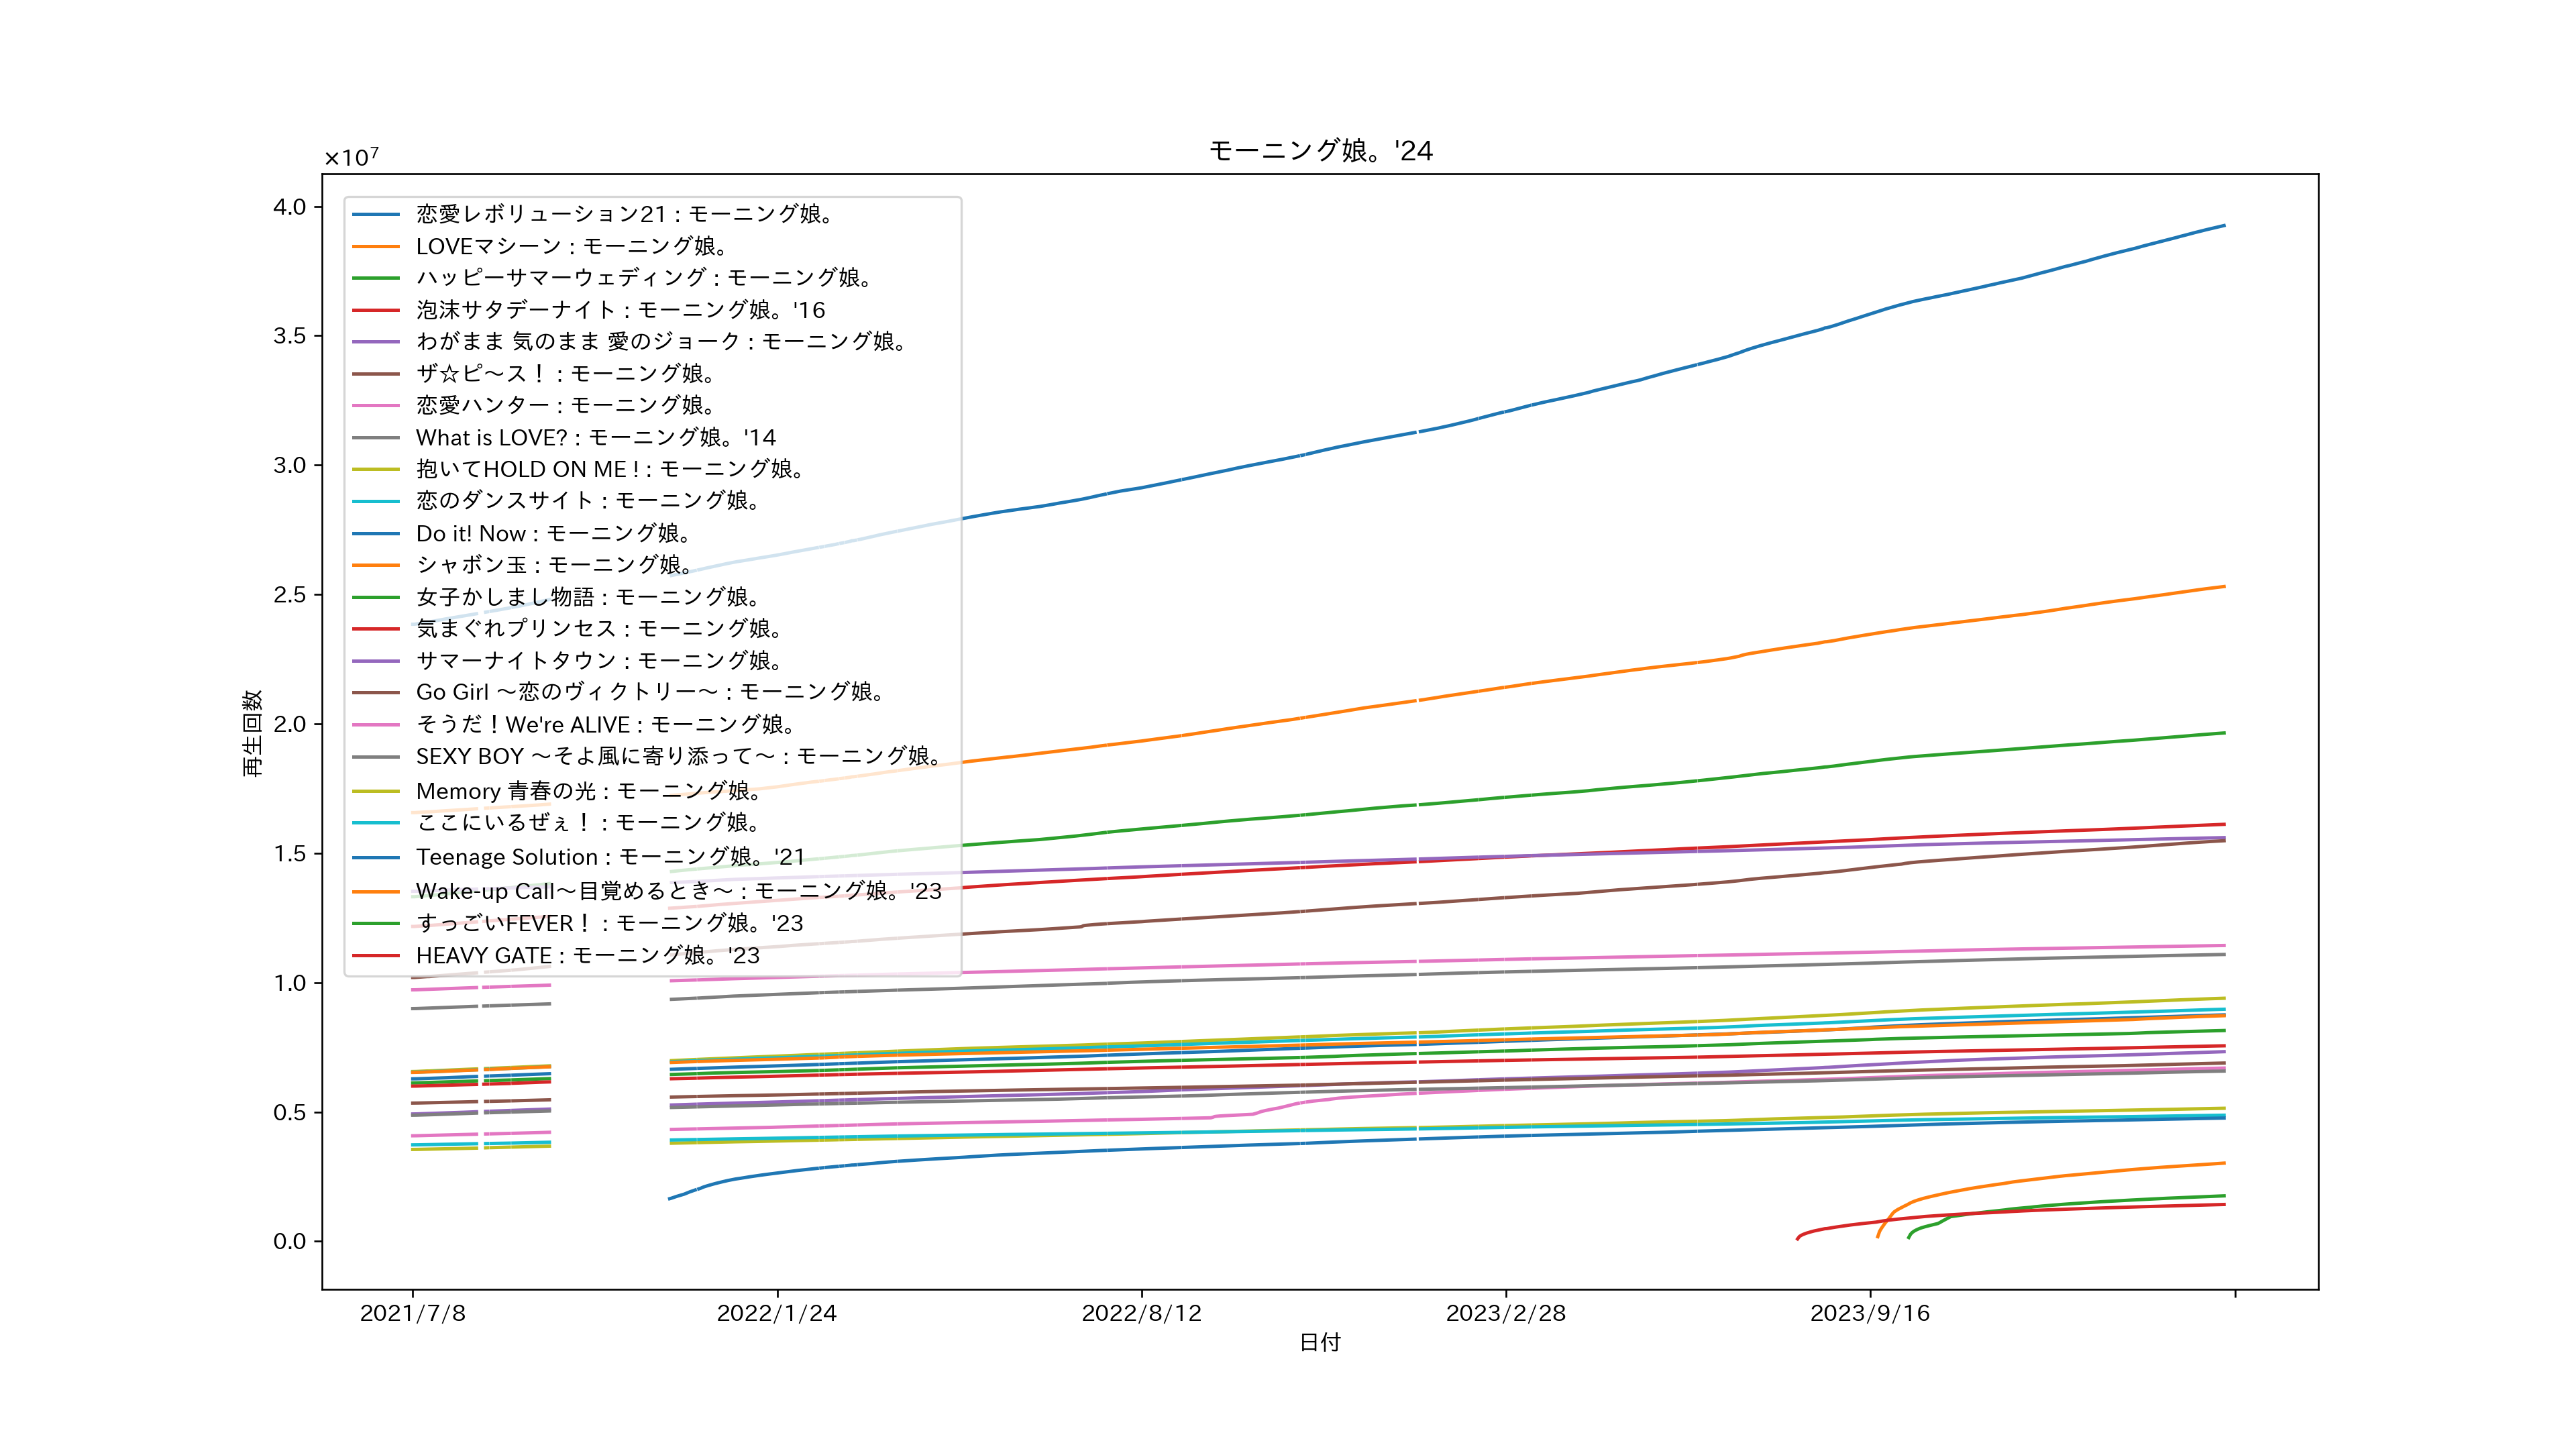 モーニング娘。'24
×10⁷
4.0
3.5
3.0
2.5
2.0
1.5
1.0
0.5
0.0
再生回数
恋愛レボリューション21 : モーニング娘。
LOVEマシーン : モーニング娘。
ハッピーサマーウェディング : モーニング娘。
泡沫サタデーナイト : モーニング娘。'16
わがまま 気のまま 愛のジョーク : モーニング娘。
ザ☆ピ～ス！ : モーニング娘。
恋愛ハンター : モーニング娘。
What is LOVE? : モーニング娘。'14
抱いてHOLD ON ME ! : モーニング娘。
恋のダンスサイト : モーニング娘。
Do it! Now : モーニング娘。
シャボン玉 : モーニング娘。
女子かしまし物語 : モーニング娘。
気まぐれプリンセス : モーニング娘。
サマーナイトタウン : モーニング娘。
Go Girl ～恋のヴィクトリー～ : モーニング娘。
そうだ！We're ALIVE : モーニング娘。
SEXY BOY ～そよ風に寄り添って～ : モーニング娘。
Memory 青春の光 : モーニング娘。
ここにいるぜぇ！ : モーニング娘。
Teenage Solution : モーニング娘。'21
Wake-up Call～目覚めるとき～ : モーニング娘。'23
すっごいFEVER！ : モーニング娘。'23
HEAVY GATE : モーニング娘。'23
2021/7/8
2022/1/24
2022/8/12
2023/2/28
2023/9/16
日付